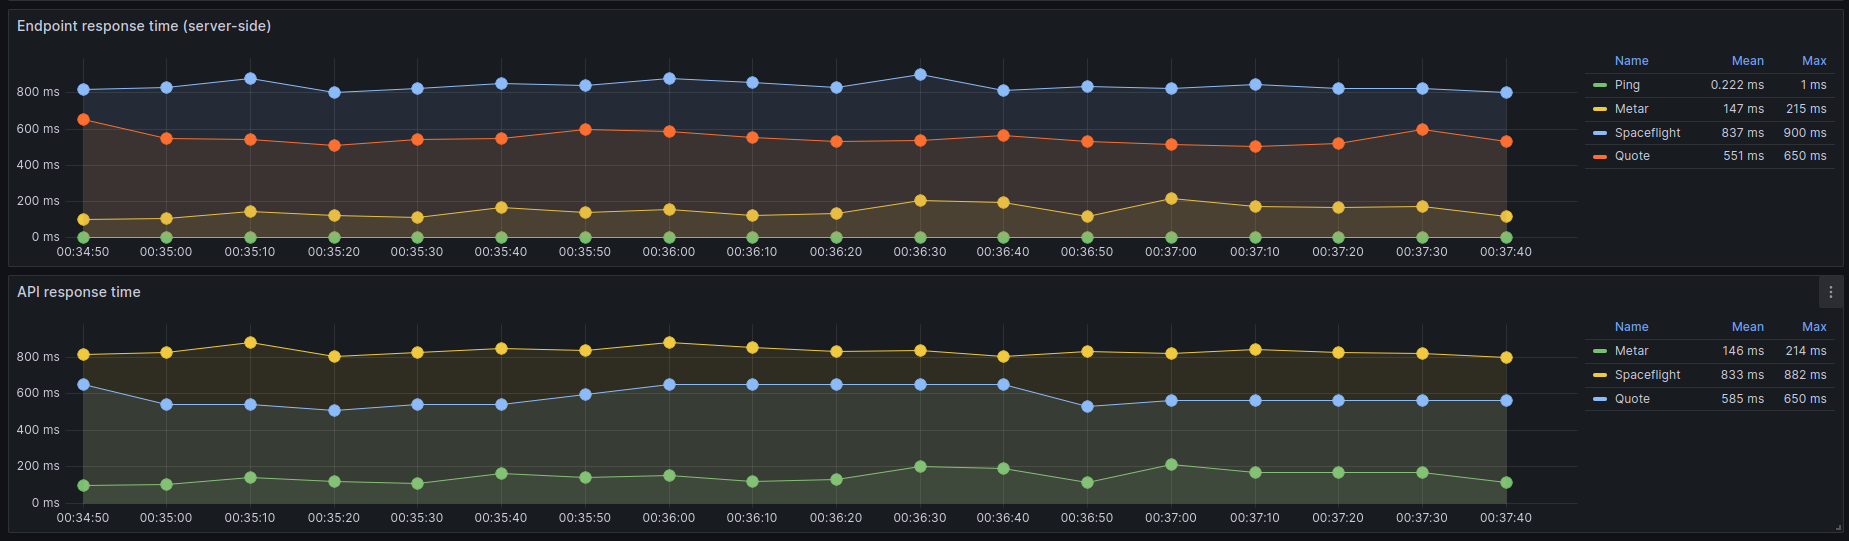 Endpoint response time (server-side)
800 ms
600 ms
400 ms
200 ms
0 ms
00:34:50 00:35:00 00:35:10 00:35:20 00:35:30 00:35:40 00:35:50 00:36:00 00:36:10 00:36:20 00:36:30 00:36:40 00:36:50 00:37:00 00:37:10 00:37:20 00:37:30 00:37:40
Name Mean Max
Ping 0.222 ms 1 ms
Metar 147 ms 215 ms
Spaceflight 837 ms 900 ms
Quote 551 ms 650 ms
API response time
800 ms
600 ms
400 ms
200 ms
0 ms
00:34:50 00:35:00 00:35:10 00:35:20 00:35:30 00:35:40 00:35:50 00:36:00 00:36:10 00:36:20 00:36:30 00:36:40 00:36:50 00:37:00 00:37:10 00:37:20 00:37:30 00:37:40
Name Mean Max
Metar 146 ms 214 ms
Spaceflight 833 ms 882 ms
Quote 585 ms 650 ms